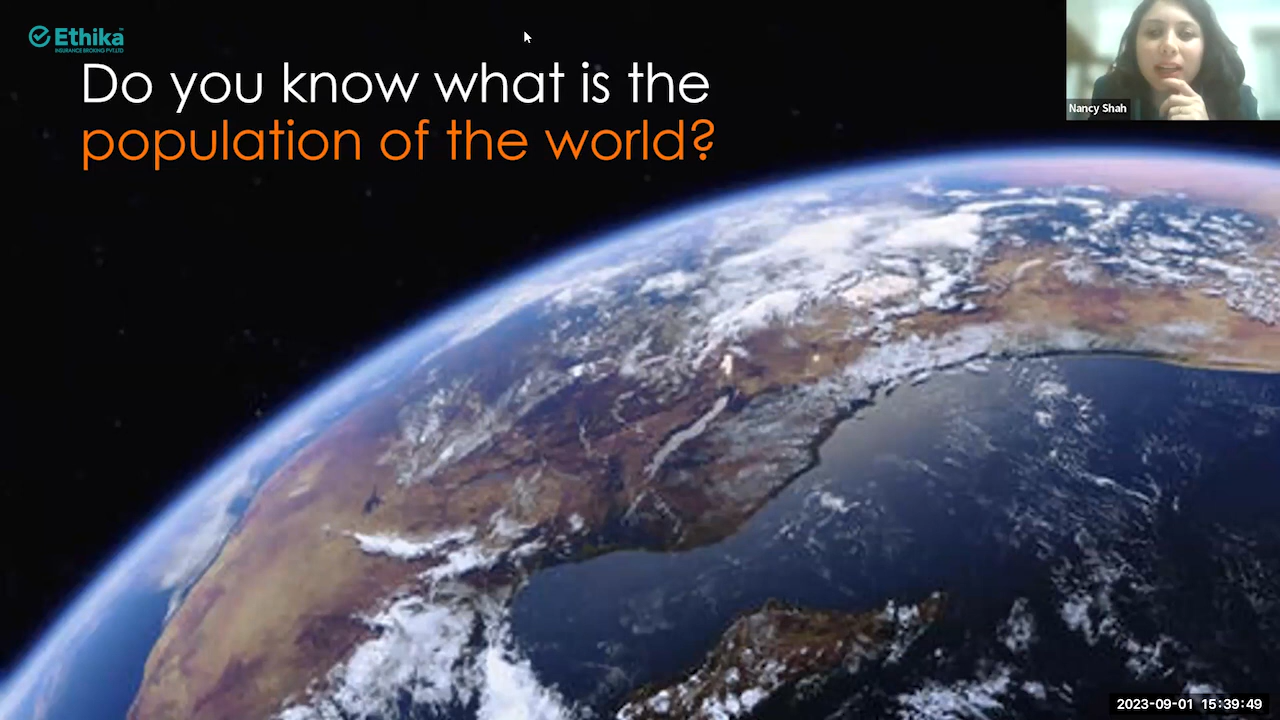 Ethika
INSURANCE BROKING PVT.LTD
Do you know what is the
population of the world?
Nancy Shah
2023-09-01 15:39:49